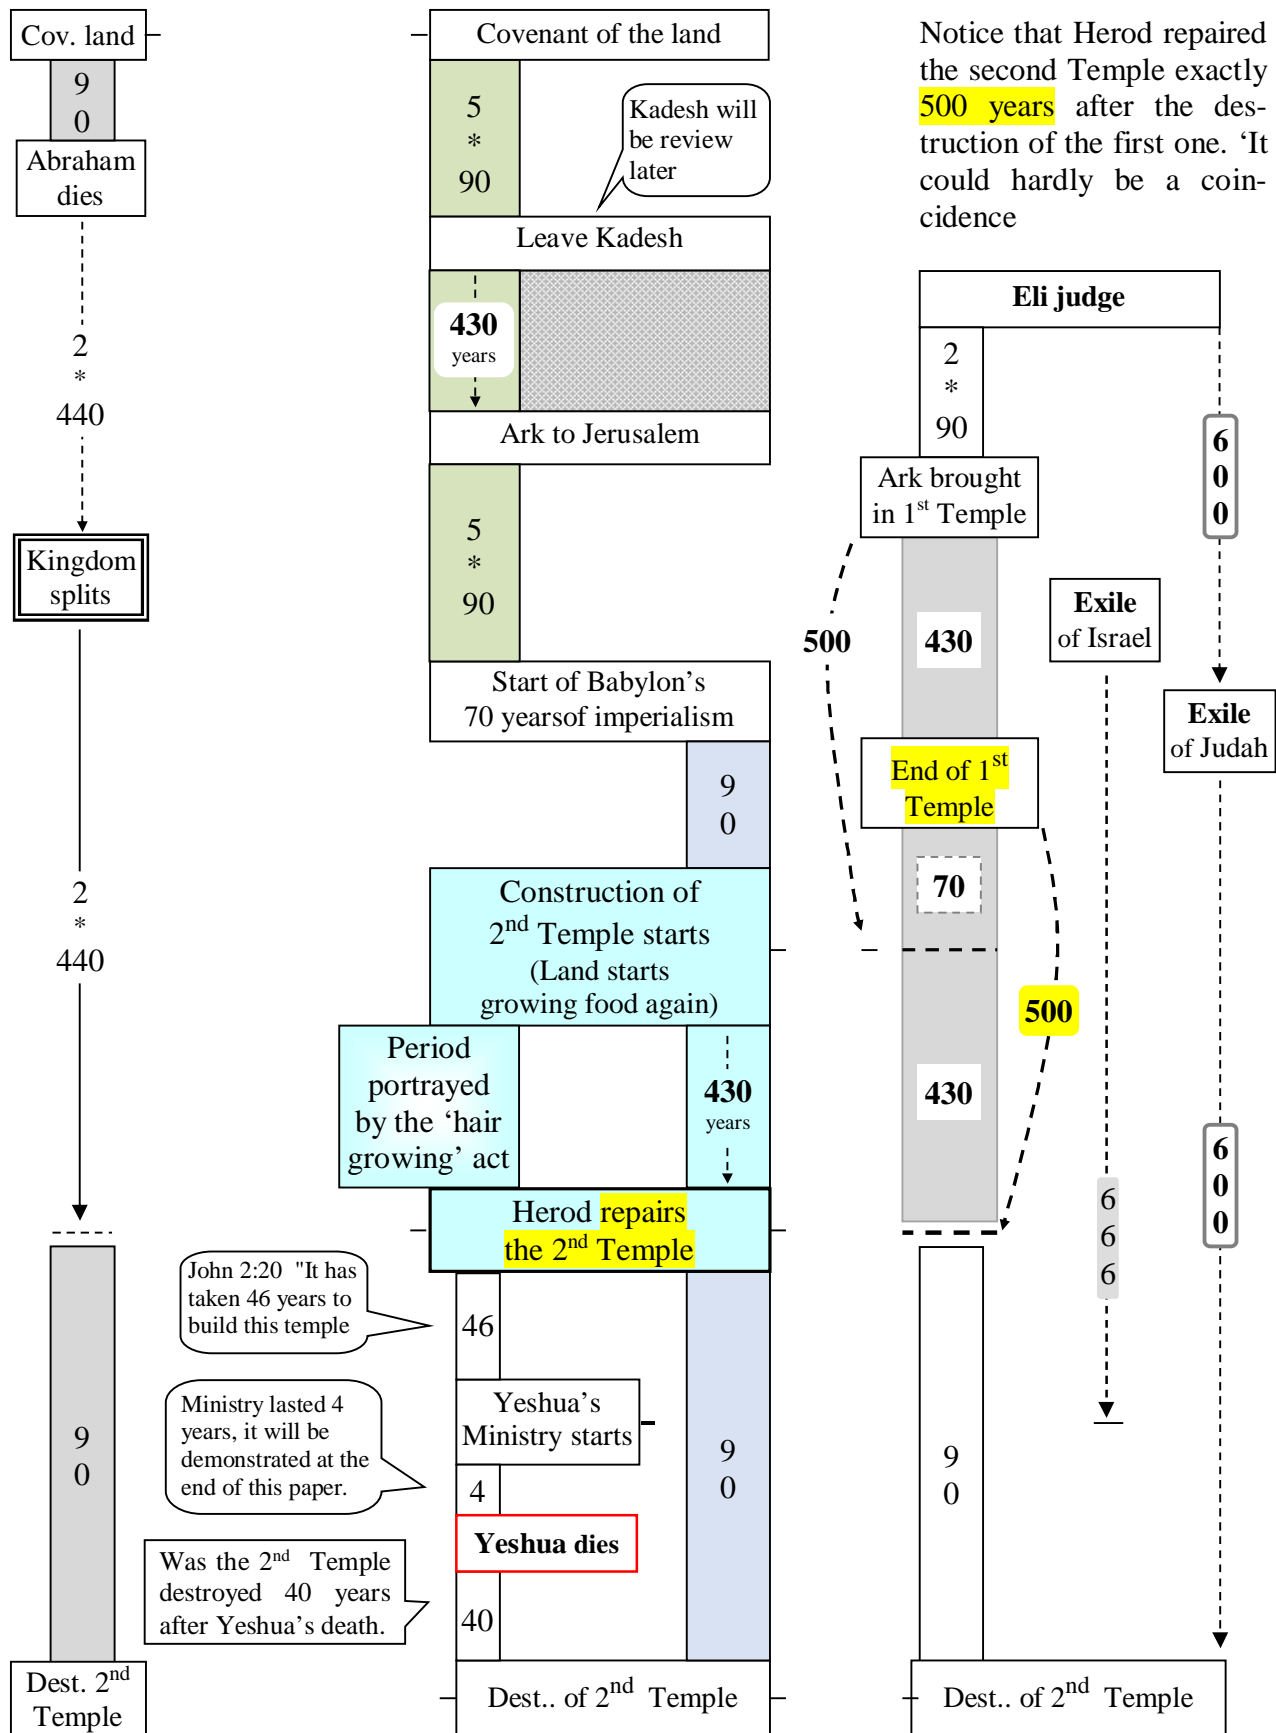 Cov. land
9
0
Abraham
dies
2
*
440
Kingdom
splits
2
*
440
9
0
Dest. 2nd
Temple
Covenant of the land
5
*
90
Kadesh will
be review
later
Leave Kadesh
430
years
Ark to Jerusalem
5
*
90
Start of Babylon’s
70 yearsof imperialism
9
0
Construction of
2nd Temple starts
(Land starts
growing food again)
Period
portrayed
by the ‘hair
growing’ act
430
years
Herod repairs
the 2nd Temple
John 2:20 "It has
taken 46 years to
build this temple
46
Ministry lasted 4
years, it will be
demonstrated at the
end of this paper.
Yeshua’s
Ministry starts
4
9
0
Yeshua dies
Was the 2nd Temple
destroyed 40 years
after Yeshua’s death.
40
Dest.. of 2nd Temple
Notice that Herod repaired
the second Temple exactly
500 years after the des-
truction of the first one. ‘It
could hardly be a coin-
cidence
Eli judge
2
*
90
6
0
0
Ark brought
in 1st Temple
500
430
Exile
of Israel
Exile
of Judah
End of 1st
Temple
70
500
430
6
6
6
6
0
0
9
0
Dest.. of 2nd Temple